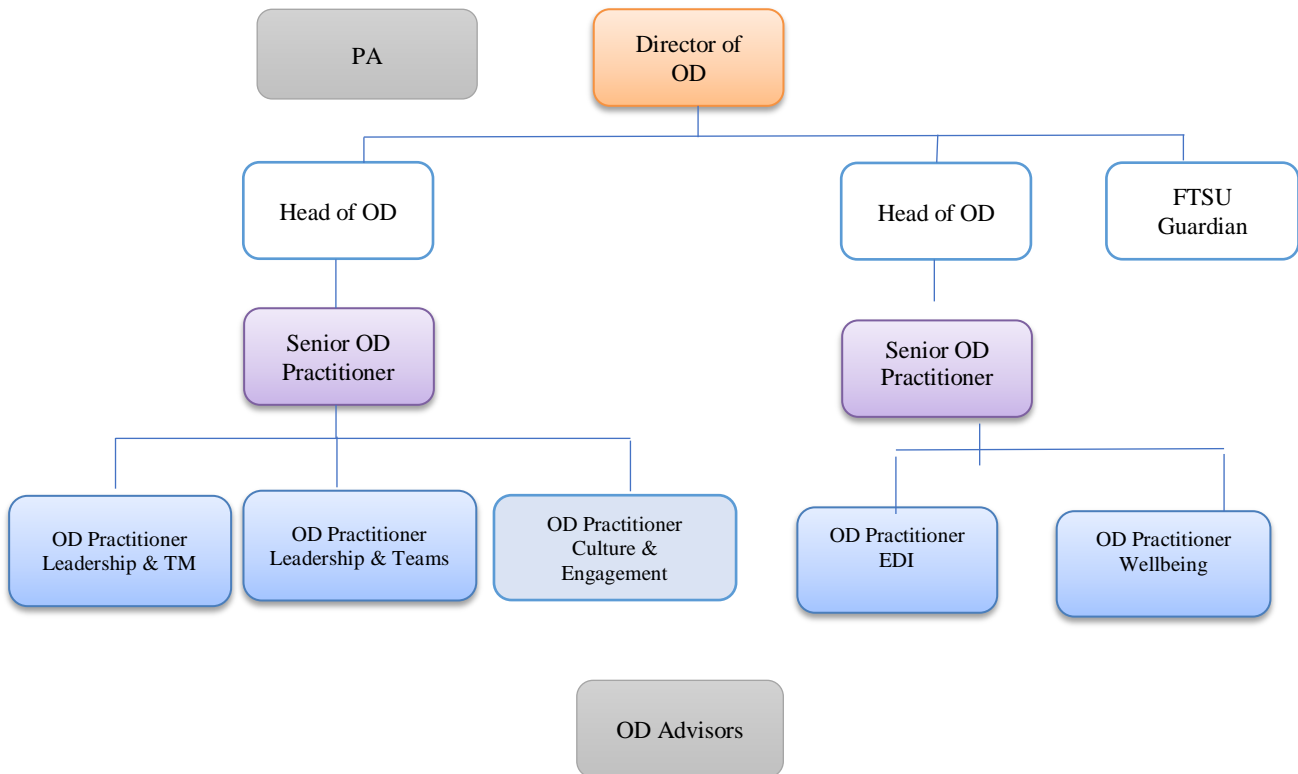 PA
Director of
OD
Head of OD
Head of OD
FTSU
Guardian
Senior OD
Practitioner
Senior OD
Practitioner
OD Practitioner
Leadership & TM
OD Practitioner
Leadership & Teams
OD Practitioner
Culture &
Engagement
OD Practitioner
EDI
OD Practitioner
Wellbeing
OD Advisors